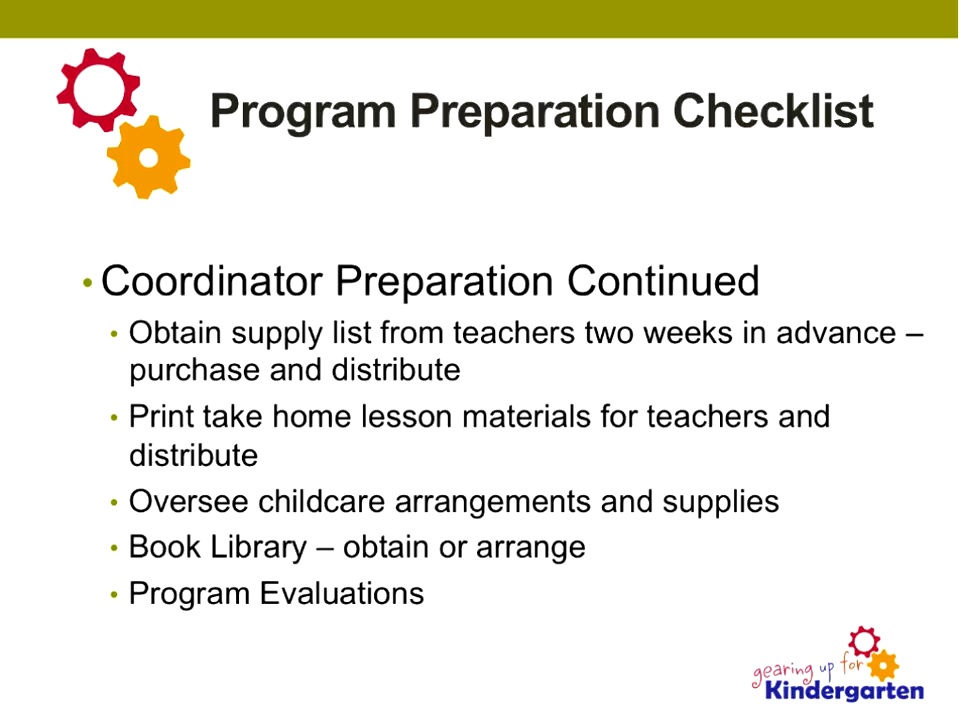 Program Preparation Checklist
• Coordinator Preparation Continued
• Obtain supply list from teachers two weeks in advance –
purchase and distribute
• Print take home lesson materials for teachers and
distribute
• Oversee childcare arrangements and supplies
• Book Library – obtain or arrange
• Program Evaluations
gearing up for
Kindergarten